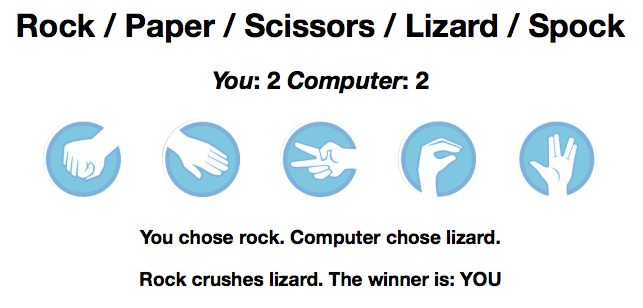 Rock / Paper / Scissors / Lizard / Spock
You: 2 Computer: 2
You chose rock. Computer chose lizard.
Rock crushes lizard. The winner is: YOU